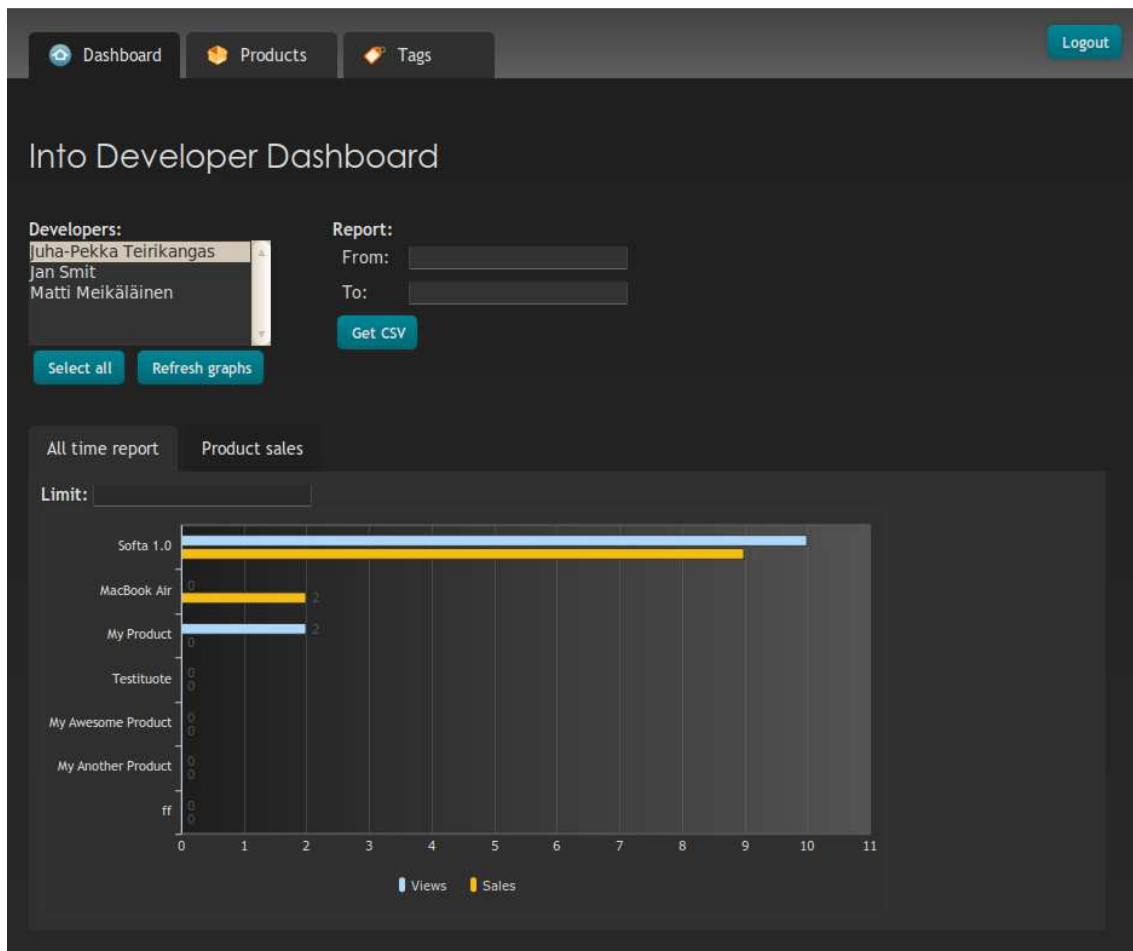 Dashboard Products Tags Logout
Into Developer Dashboard
Developers: Report:
Juha-Pekka Teirikangas From:
Jan Smit
Matti Meikäläinen To:
Get CSV
Select all Refresh graphs
All time report Product sales
Limit:
Softa 1.0
MacBook Air 0
2
My Product 2
0
Testituote 0
0
My Awesome Product 0
0
My Another Product 0
0
ff 0
0
0 1 2 3 4 5 6 7 8 9 10 11
Views Sales